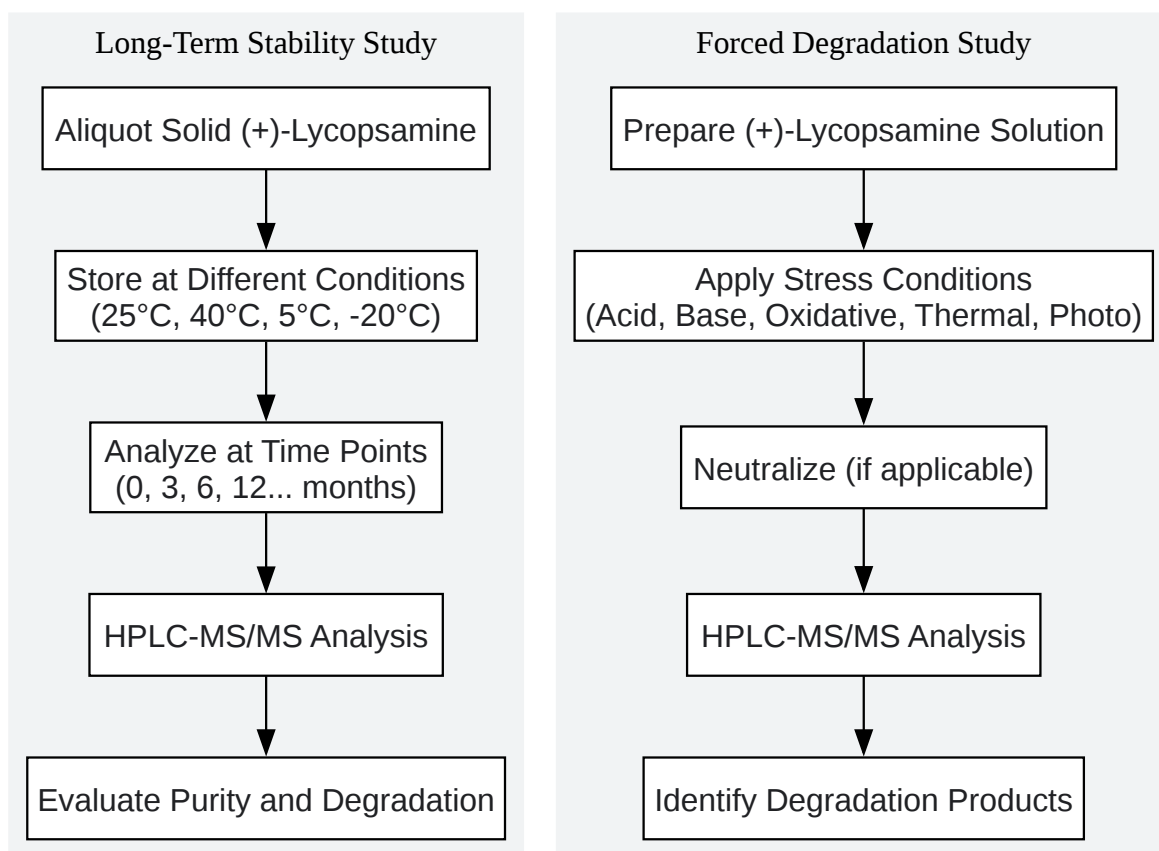 Long-Term Stability Study
Aliquot Solid (+)-Lycopsamine
Store at Different Conditions
(25°C, 40°C, 5°C, -20°C)
Analyze at Time Points
(0, 3, 6, 12... months)
HPLC-MS/MS Analysis
Evaluate Purity and Degradation
Forced Degradation Study
Prepare (+)-Lycopsamine Solution
Apply Stress Conditions
(Acid, Base, Oxidative, Thermal, Photo)
Neutralize (if applicable)
HPLC-MS/MS Analysis
Identify Degradation Products